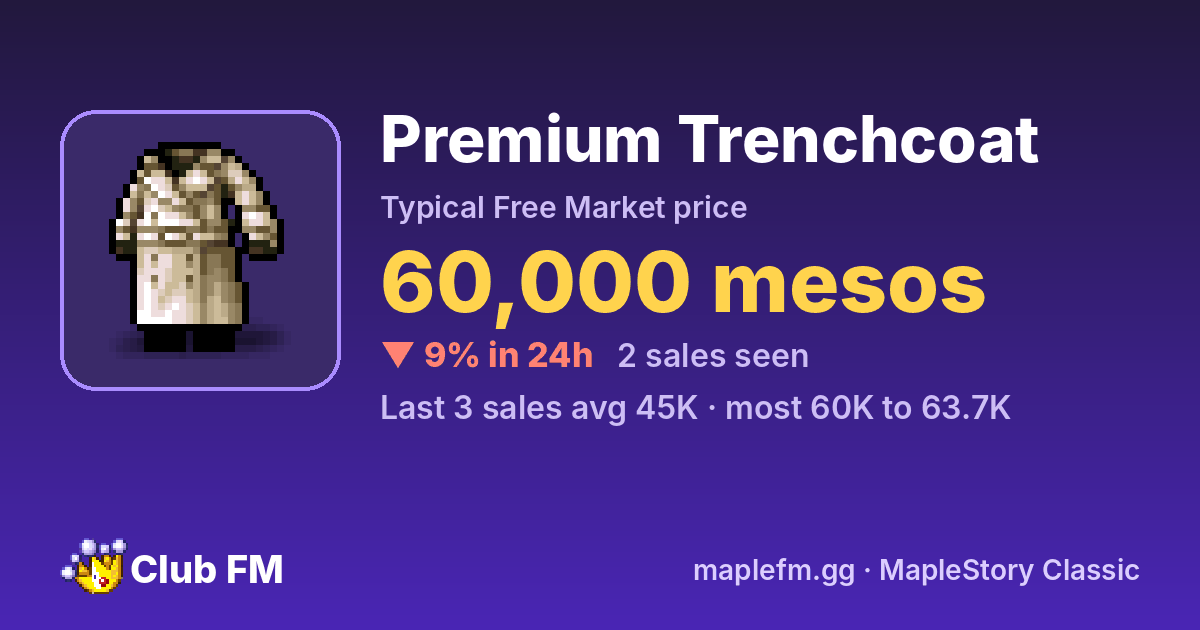 Premium Trenchcoat
Typical Free Market price
60,000 mesos
▼ 9% in 24h 2 sales seen
Last 3 sales avg 45K · most 60K to 63.7K
Club FM
maplefm.gg · MapleStory Classic